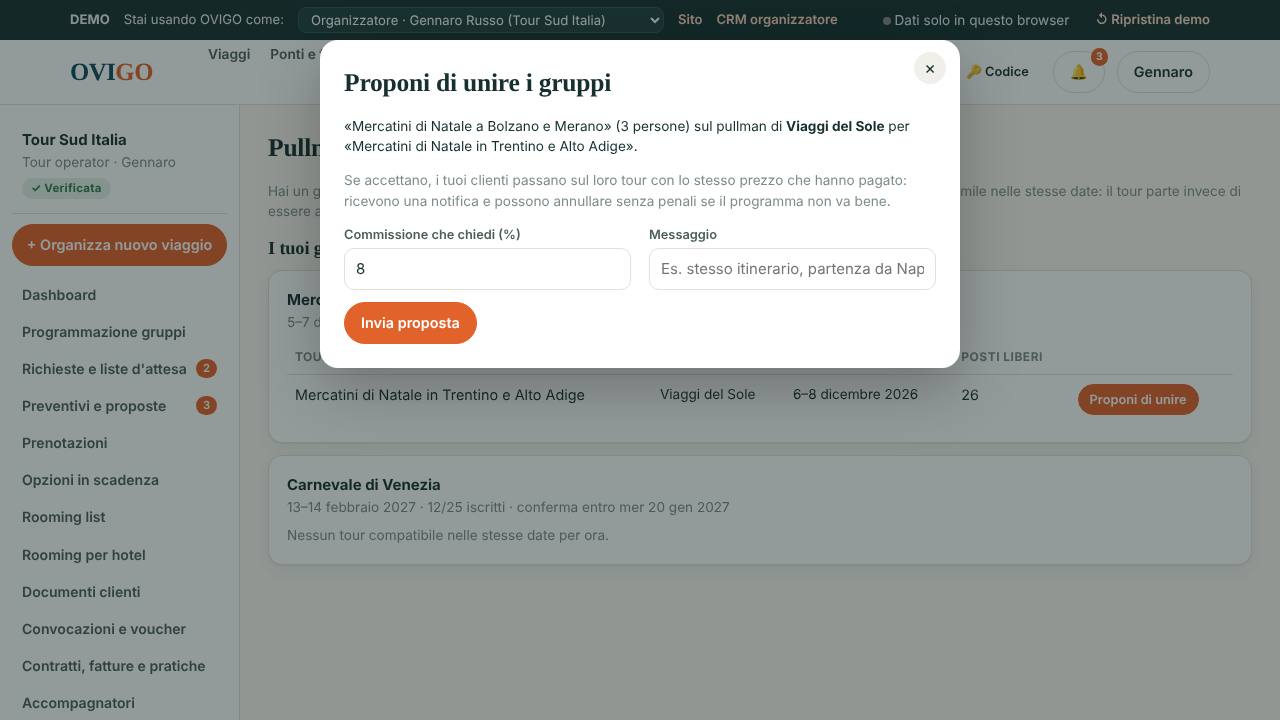 DEMO Stai usando OVIGO come: Organizzatore · Gennaro Russo (Tour Sud Italia) Sito CRM organizzatore Dati solo in questo browser Ripristina demo
OVIGO Viaggi Ponti e Codice 3 Gennaro
Proponi di unire i gruppi ×
«Mercatini di Natale a Bolzano e Merano» (3 persone) sul pullman di Viaggi del Sole per
«Mercatini di Natale in Trentino e Alto Adige».
Se accettano, i tuoi clienti passano sul loro tour con lo stesso prezzo che hanno pagato:
ricevono una notifica e possono annullare senza penali se il programma non va bene.
Commissione che chiedi (%) Messaggio
8 Es. stesso itinerario, partenza da Nap
Invia proposta
Tour Sud Italia
Tour operator · Gennaro
✓ Verificata
+ Organizza nuovo viaggio
Dashboard
Programmazione gruppi
Richieste e liste d'attesa 2
Preventivi e proposte 3
Prenotazioni
Opzioni in scadenza
Rooming list
Rooming per hotel
Documenti clienti
Convocazioni e voucher
Contratti, fatture e pratiche
Accompagnatori
Hai un g mile nelle stesse date: il tour parte invece di
essere a
I tuoi g
5–7 d
POSTI LIBERI
Mercatini di Natale in Trentino e Alto Adige Viaggi del Sole 6–8 dicembre 2026 26 Proponi di unire
Carnevale di Venezia
13–14 febbraio 2027 · 12/25 iscritti · conferma entro mer 20 gen 2027
Nessun tour compatibile nelle stesse date per ora.